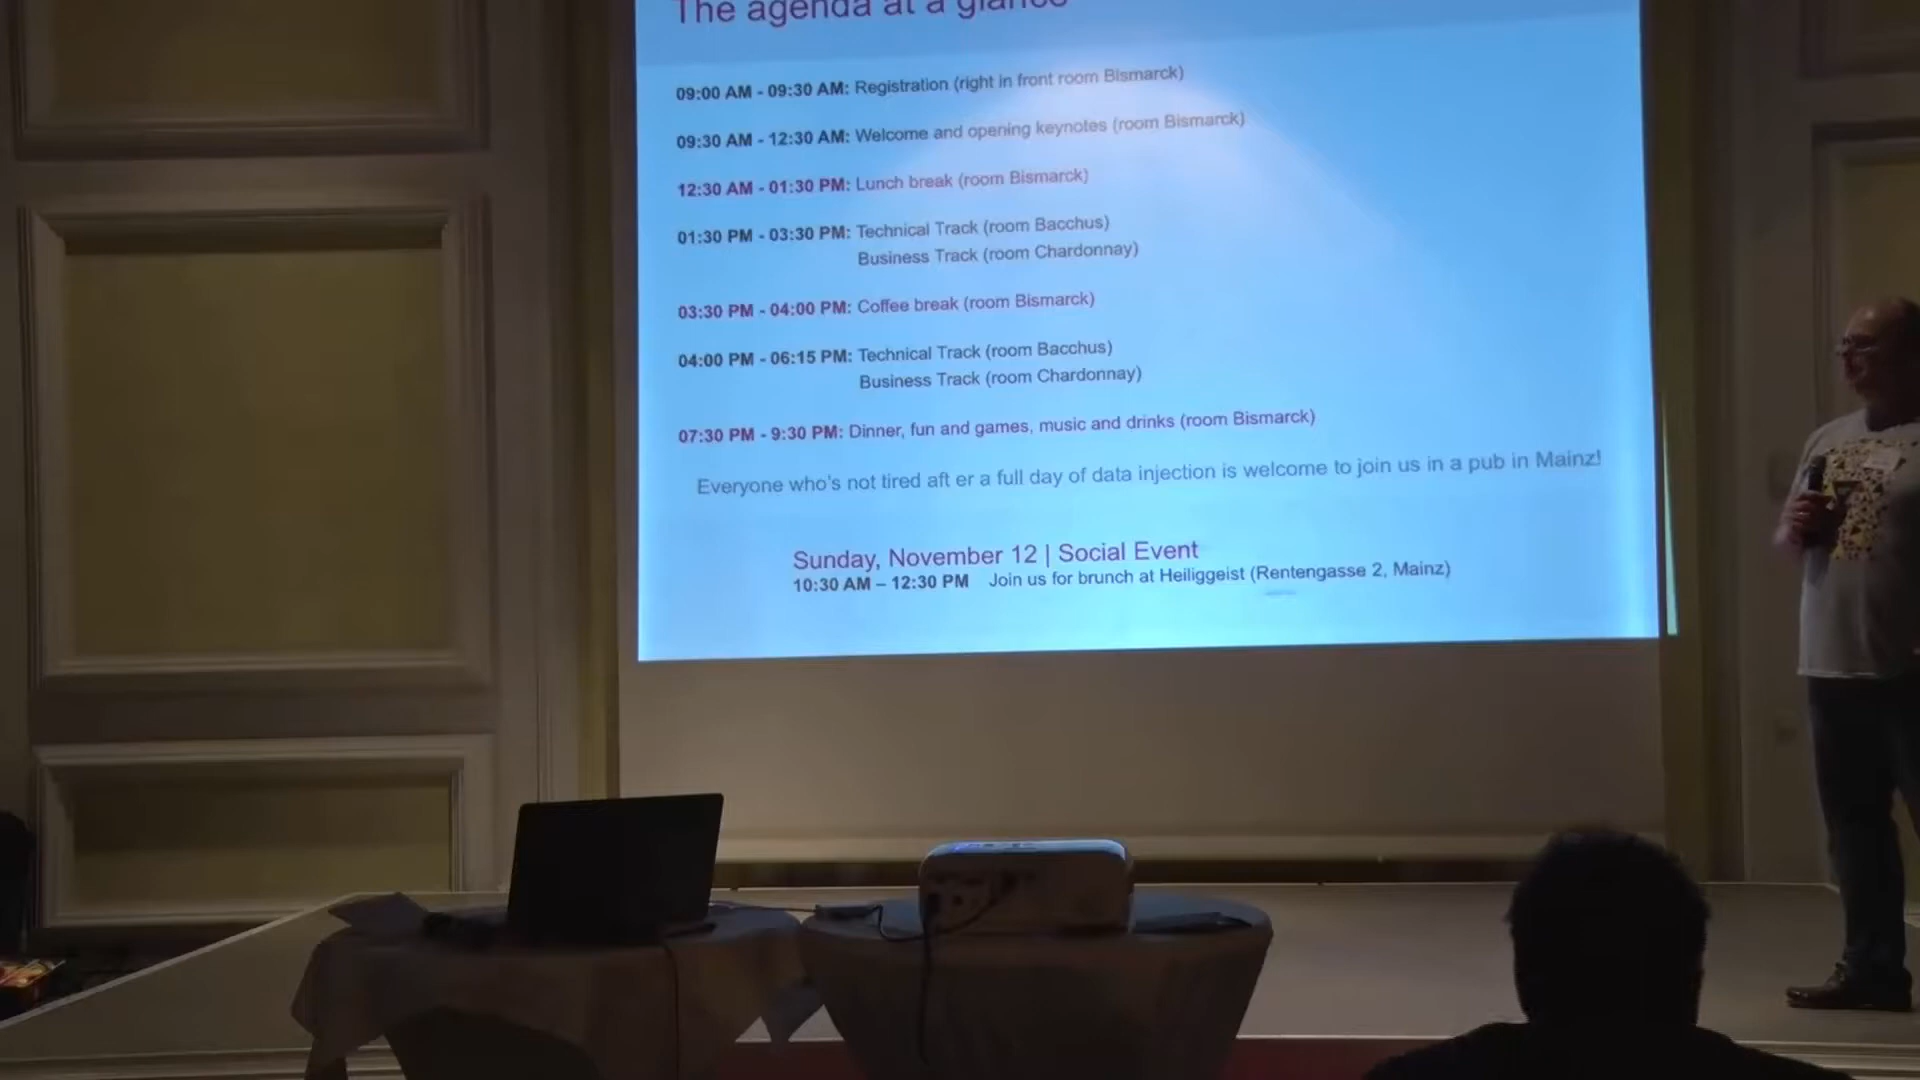 The agenda at a glance
09:00 AM - 09:30 AM: Registration (right in front room Bismarck)
09:30 AM - 12:30 AM: Welcome and opening keynotes (room Bismarck)
12:30 AM - 01:30 PM: Lunch break (room Bismarck)
01:30 PM - 03:30 PM: Technical Track (room Bacchus)
Business Track (room Chardonnay)
03:30 PM - 04:00 PM: Coffee break (room Bismarck)
04:00 PM - 06:15 PM: Technical Track (room Bacchus)
Business Track (room Chardonnay)
07:30 PM - 9:30 PM: Dinner, fun and games, music and drinks (room Bismarck)
Everyone who's not tired aft er a full day of data injection is welcome to join us in a pub in Mainz!
Sunday, November 12 | Social Event
10:30 AM – 12:30 PM Join us for brunch at Heiliggeist (Rentengasse 2, Mainz)